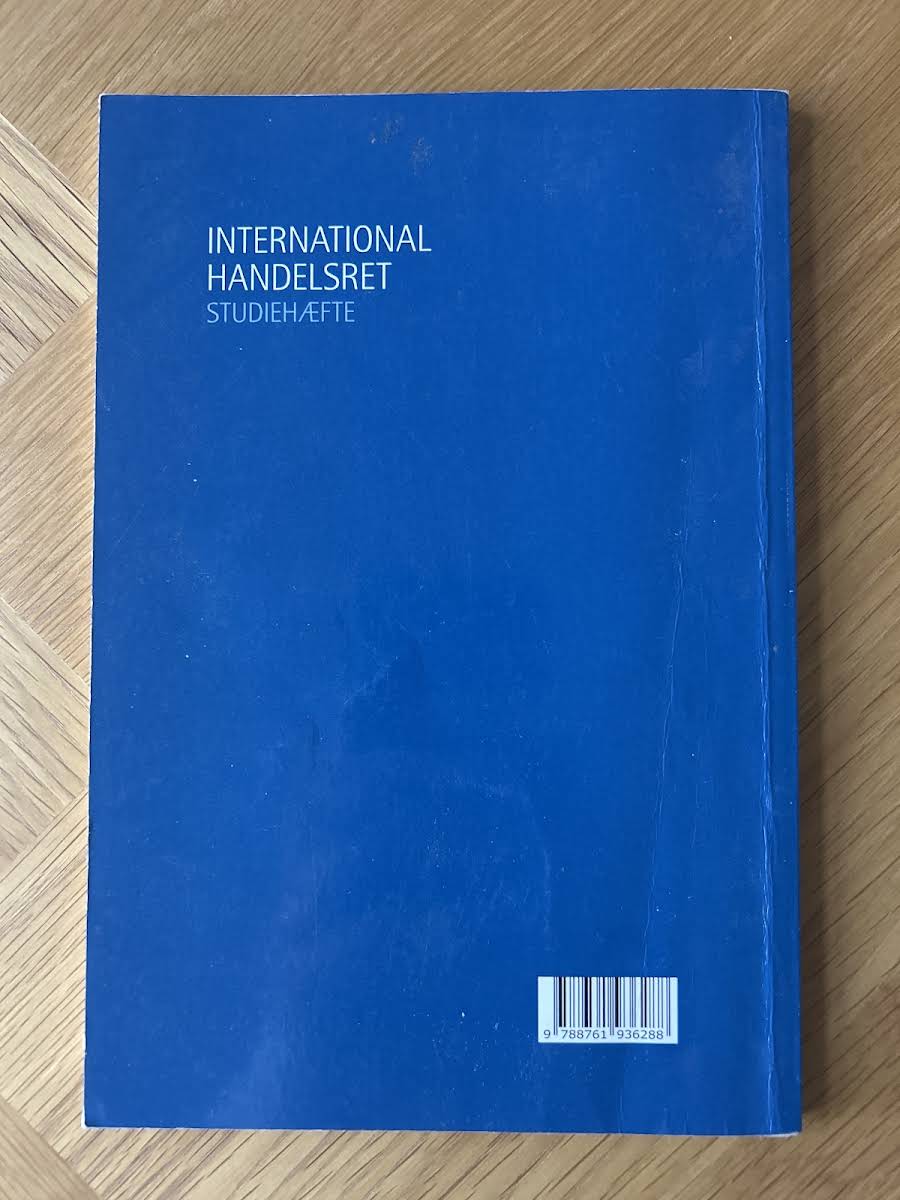 INTERNATIONAL
HANDELSRET
STUDIEHÆFTE
9 788761 936288